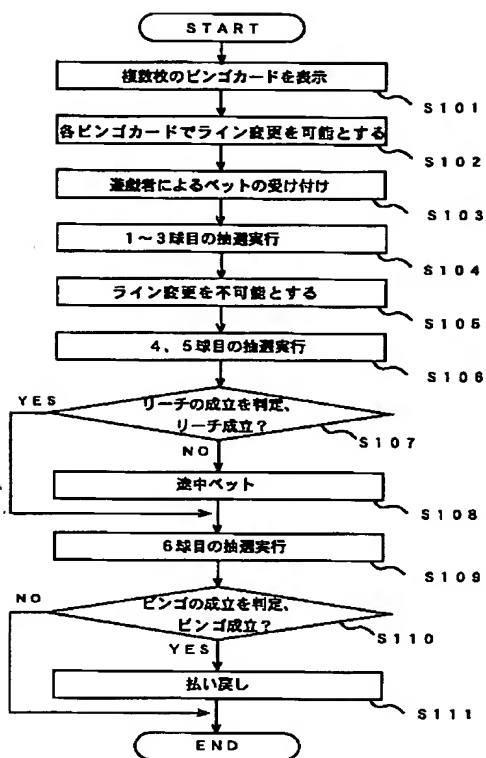 START
複数枚のビンゴカードを表示
S101
各ビンゴカードでライン変更を可能とする
S102
遊戯者によるベットの受け付け
S103
1～3球目の抽選実行
S104
ライン変更を不可能とする
S105
4、5球目の抽選実行
S106
YES
リーチの成立を判定、
リーチ成立？
S107
NO
途中ベット
S108
6球目の抽選実行
S109
NO
ビンゴの成立を判定、
ビンゴ成立？
S110
YES
払い戻し
S111
END